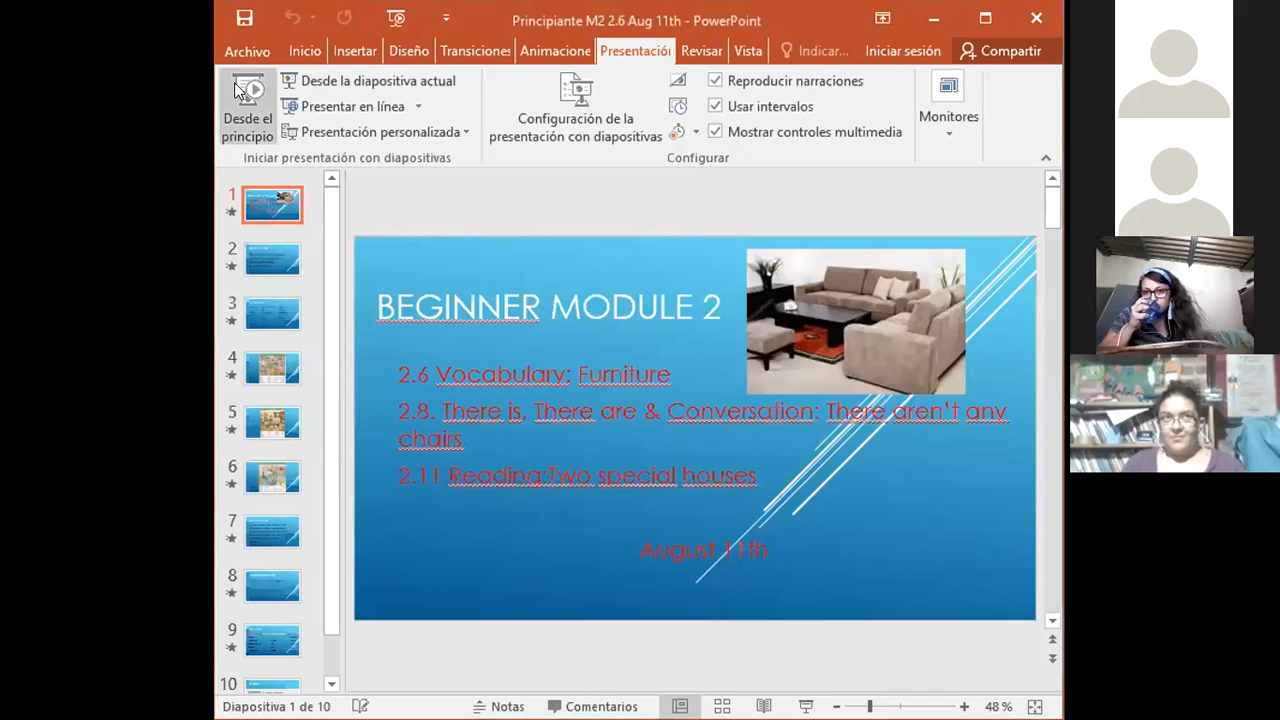 Principiante M2 2.6 Aug 11th - PowerPoint
Archivo Inicio Insertar Diseño Transiciones Animacione Presentación Revisar Vista Indicar... Iniciar sesión Compartir
Desde el principio
Desde la diapositiva actual
Presentar en línea
Presentación personalizada
Iniciar presentación con diapositivas
Configuración de la
presentación con diapositivas
Reproducir narraciones
Usar intervalos
Mostrar controles multimedia
Configurar
Monitores
1
2
3
4
5
6
7
8
9
10
BEGINNER MODULE 2
2.6 Vocabulary: Furniture
2.8. There is, There are & Conversation: There aren't any
chairs
2.11 Reading:Two special houses
August 11th
Diapositiva 1 de 10 Notas Comentarios 48 %